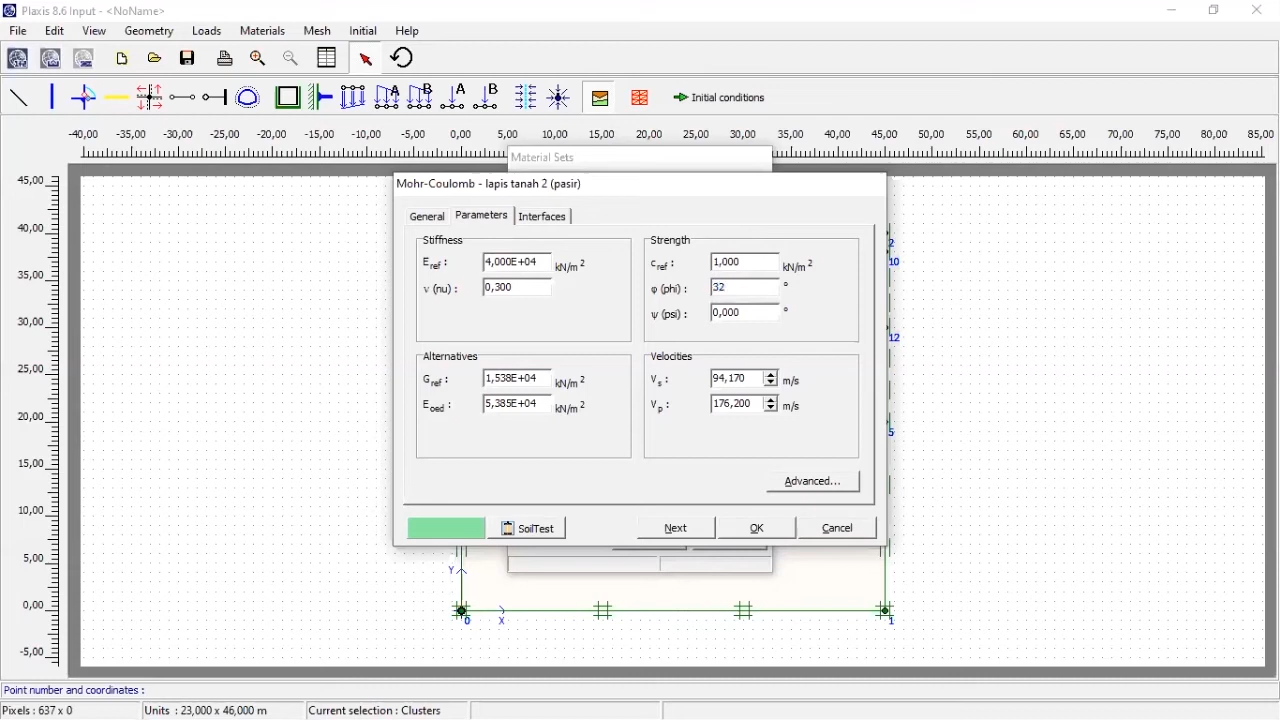 Plaxis 8.6 Input - <NoName>
File Edit View Geometry Loads Materials Mesh Initial Help
A B A B Initial conditions
-40,00 -35,00 -30,00 -25,00 -20,00 -15,00 -10,00 -5,00 0,00 5,00 10,00 15,00 20,00 25,00 30,00 35,00 40,00 45,00 50,00 55,00 60,00 65,00 70,00 75,00 80,00 85,00
Material Sets
45,00
Mohr-Coulomb - lapis tanah 2 (pasir)
General Parameters Interfaces
40,00
Stiffness Strength
2
35,00
Eref : 4,000E+04 kN/m2 cref : 1,000 kN/m2
10
ν (nu) : 0,300 φ (phi) : 32 °
30,00
ψ (psi) : 0,000 °
12
25,00
Alternatives Velocities
Gref : 1,538E+04 kN/m2 Vs : 94,170 m/s
Eoed : 5,385E+04 kN/m2 Vp : 176,200 m/s
20,00
5
15,00
Advanced...
10,00
SoilTest Next OK Cancel
5,00
Y
0,00
0 X 1
-5,00
Point number and coordinates :
Pixels : 637 x 0 Units : 23,000 x 46,000 m Current selection : Clusters